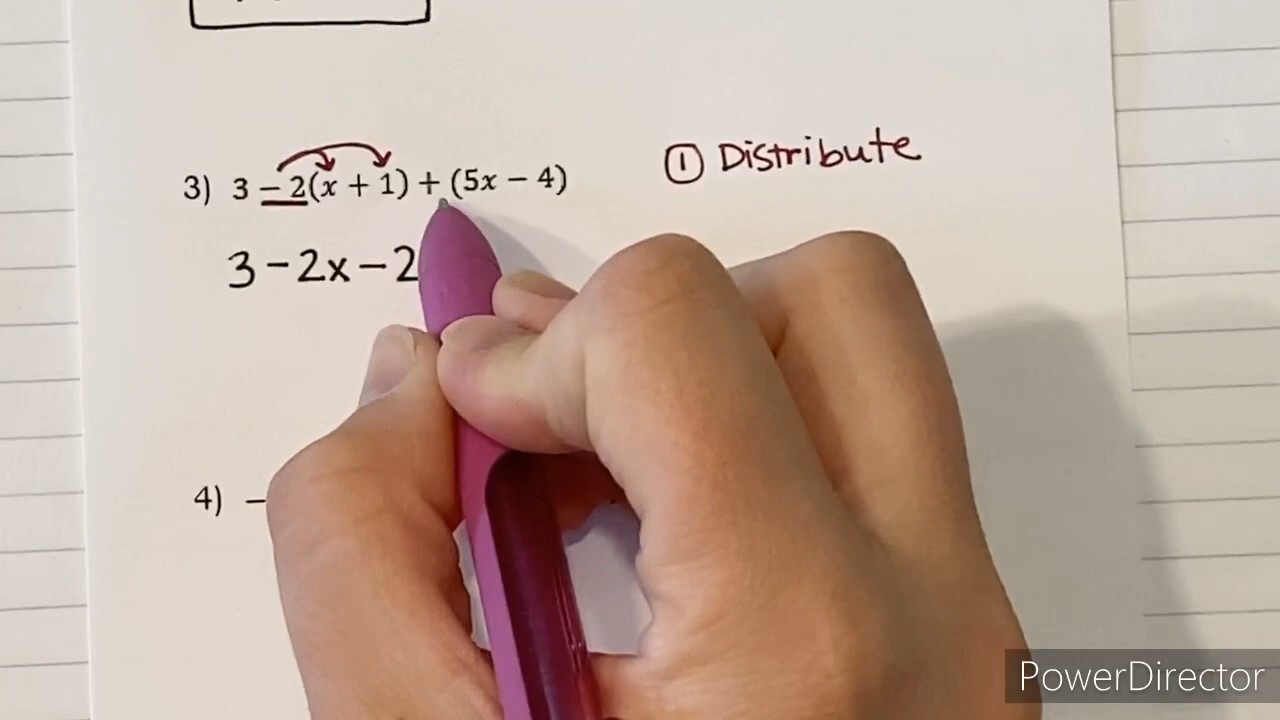 3) 3 − 2(x + 1) + (5x − 4)
① Distribute
3 − 2x − 2
4) −
PowerDirector